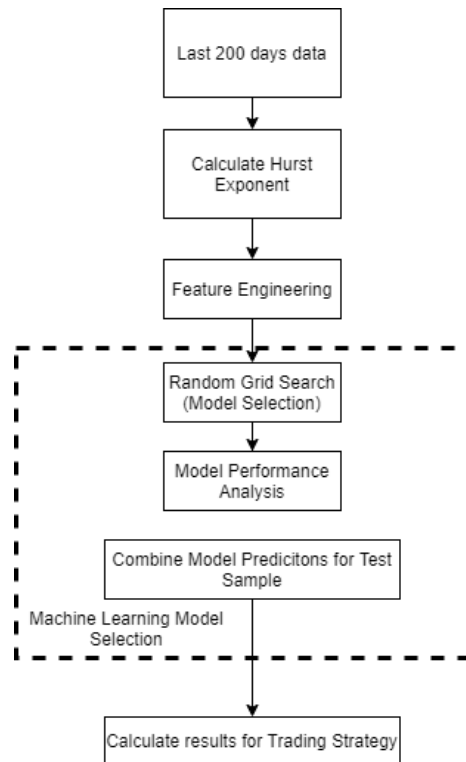 Last 200 days data
Calculate Hurst
Exponent
Feature Engineering
Random Grid Search
(Model Selection)
Model Performance
Analysis
Combine Model Predicitons for Test
Sample
Machine Learning Model
Selection
Calculate results for Trading Strategy